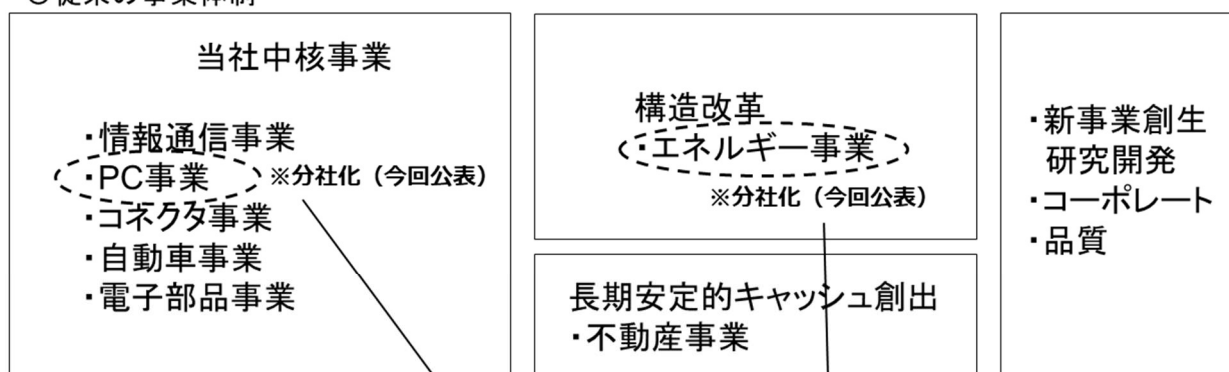 ○従来の事業体制
当社中核事業
・情報通信事業
・PC事業 ※分社化（今回公表）
・コネクタ事業
・自動車事業
・電子部品事業
構造改革
・エネルギー事業
※分社化（今回公表）
長期安定的キャッシュ創出
・不動産事業
・新事業創生
研究開発
・コーポレート
・品質